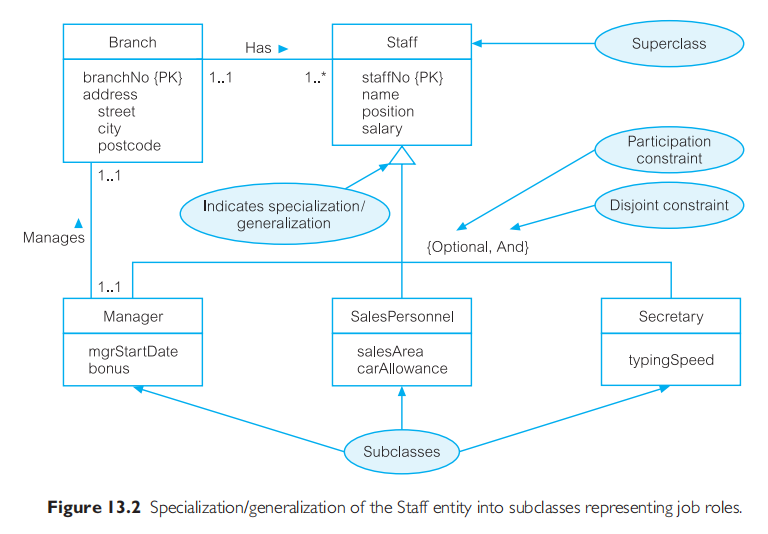 Branch
Has ►
Staff
Superclass
branchNo {PK}
address
street
city
postcode
1..1
1..*
staffNo {PK}
name
position
salary
Participation
constraint
1..1
Indicates specialization/
generalization
Disjoint constraint
▲
Manages
{Optional, And}
1..1
Manager
SalesPersonnel
Secretary
mgrStartDate
bonus
salesArea
carAllowance
typingSpeed
Subclasses
Figure 13.2 Specialization/generalization of the Staff entity into subclasses representing job roles.